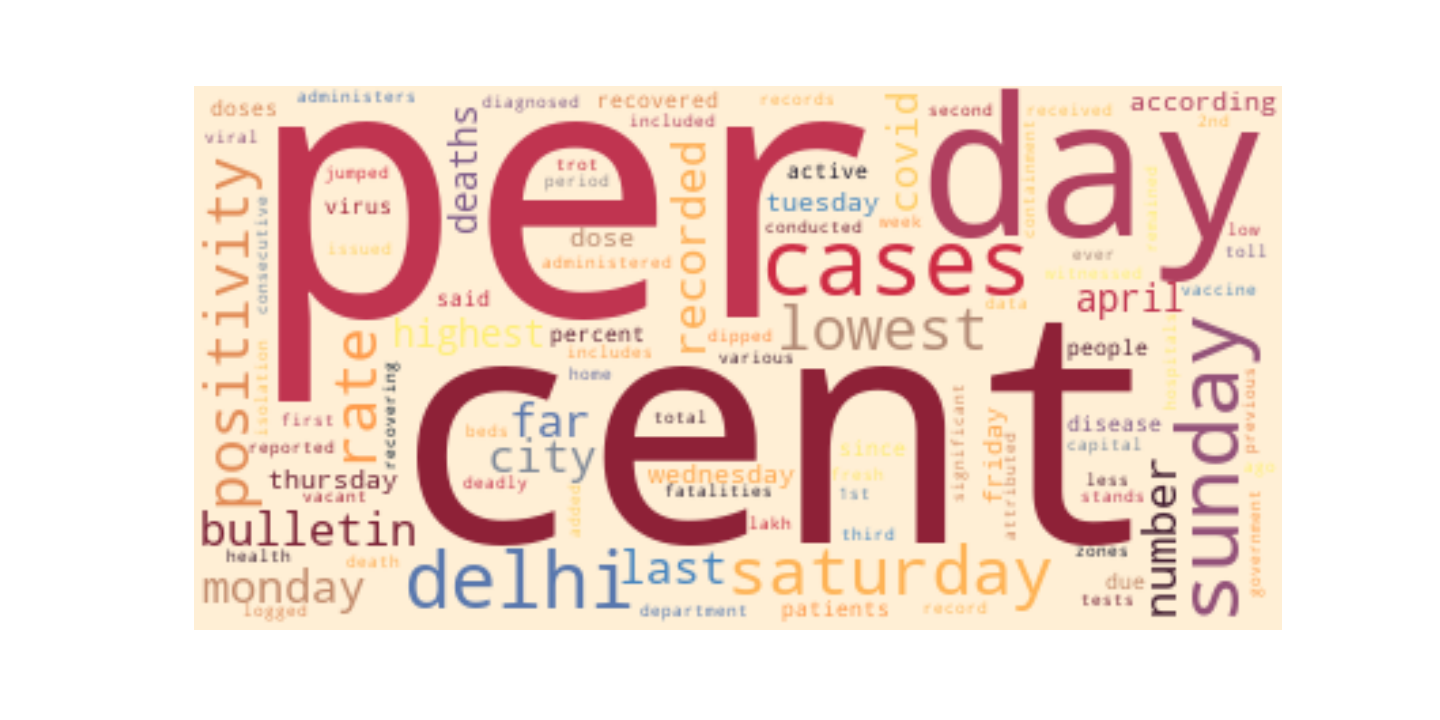 administers
diagnosed
recovered
records
covid
second
received
according
doses
deaths
included
2nd
viral
per
day
recorded
containment
positivity
jumped
trot
period
active
remained
virus
tuesday
consecutive
issued
dose
conducted
week
low
administered
cases
ever
toll
witnessed
said
data
april
vaccine
highest
percent
dipped
lowest
hospitals
sunday
rate
includes
various
people
isolation
recovering
home
cent
previous
first
far
total
significant
friday
disease
reported
beds
city
since
attributed
capital
thursday
deadly
wednesday
fresh
number
ago
vacant
added
fatalities
1st
less
stands
bulletin
lakh
third
government
health
death
delhi
last
saturday
zones
monday
due
logged
department
patients
record
tests